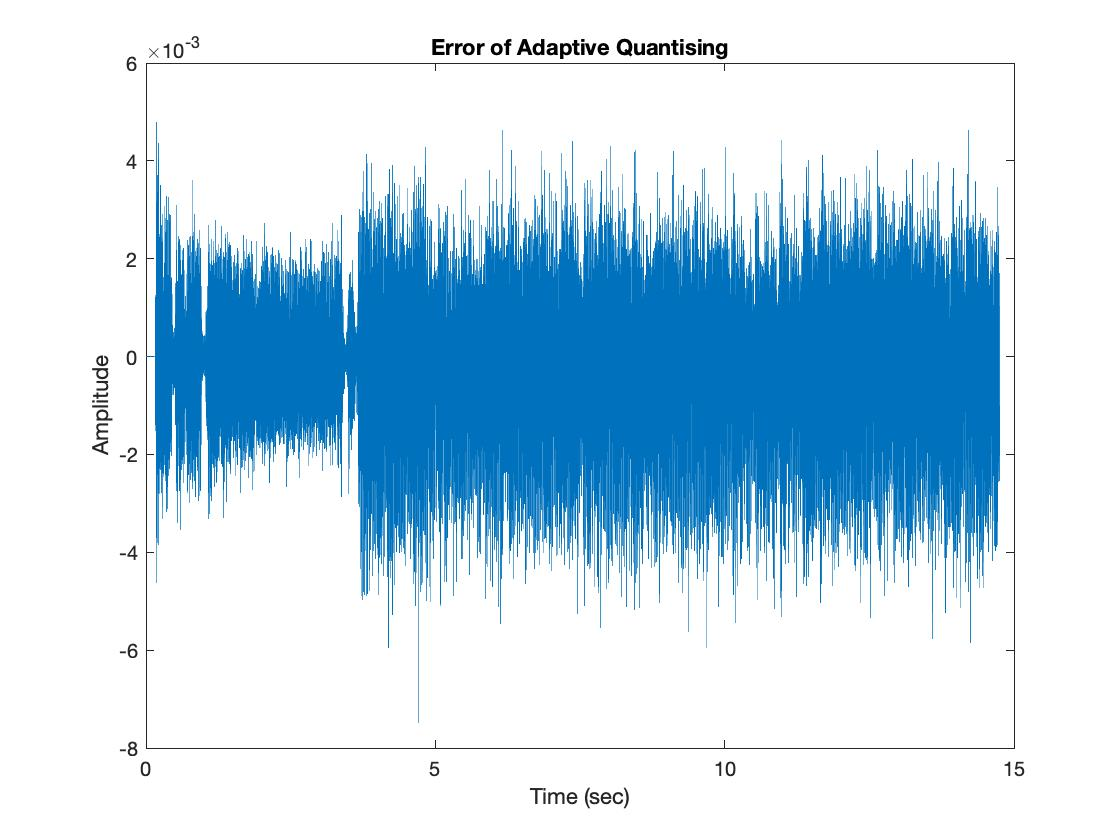 Error of Adaptive Quantising
×10⁻³
6
4
2
0
-2
-4
-6
-8
Amplitude
0 5 10 15
Time (sec)